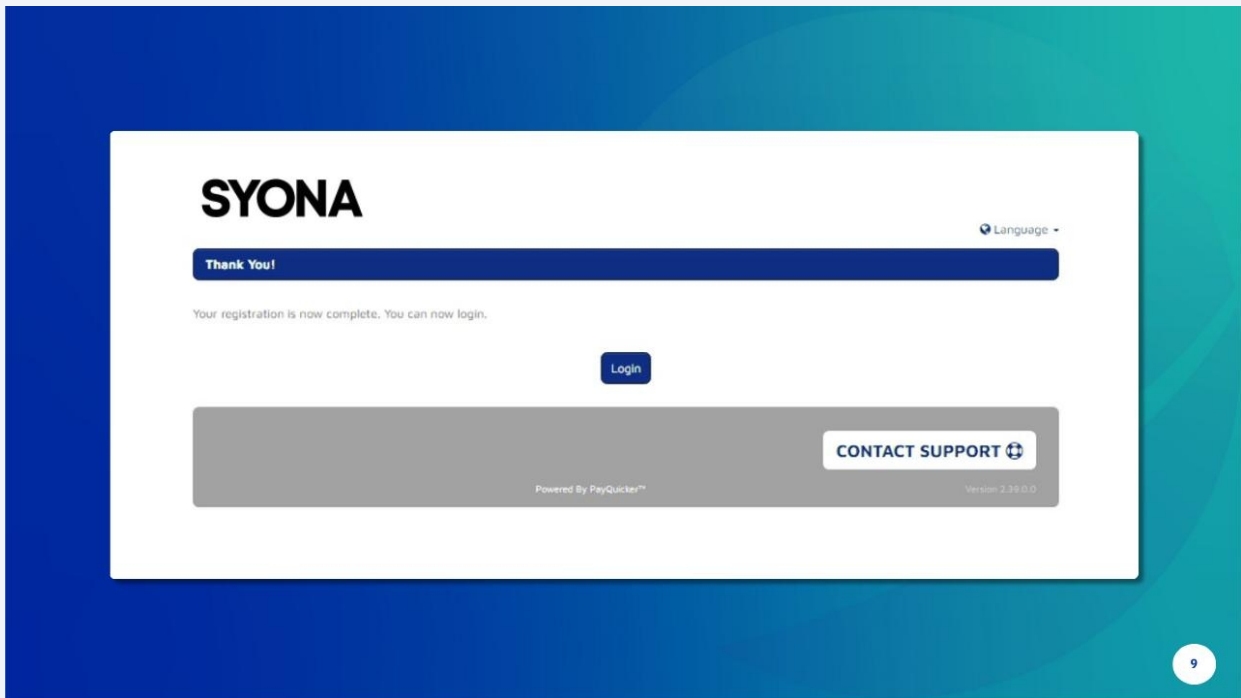 SYONA
Language
Thank You!
Your registration is now complete. You can now login.
Login
CONTACT SUPPORT
Powered By PayQuicker™
Version 2.39.0.0
9